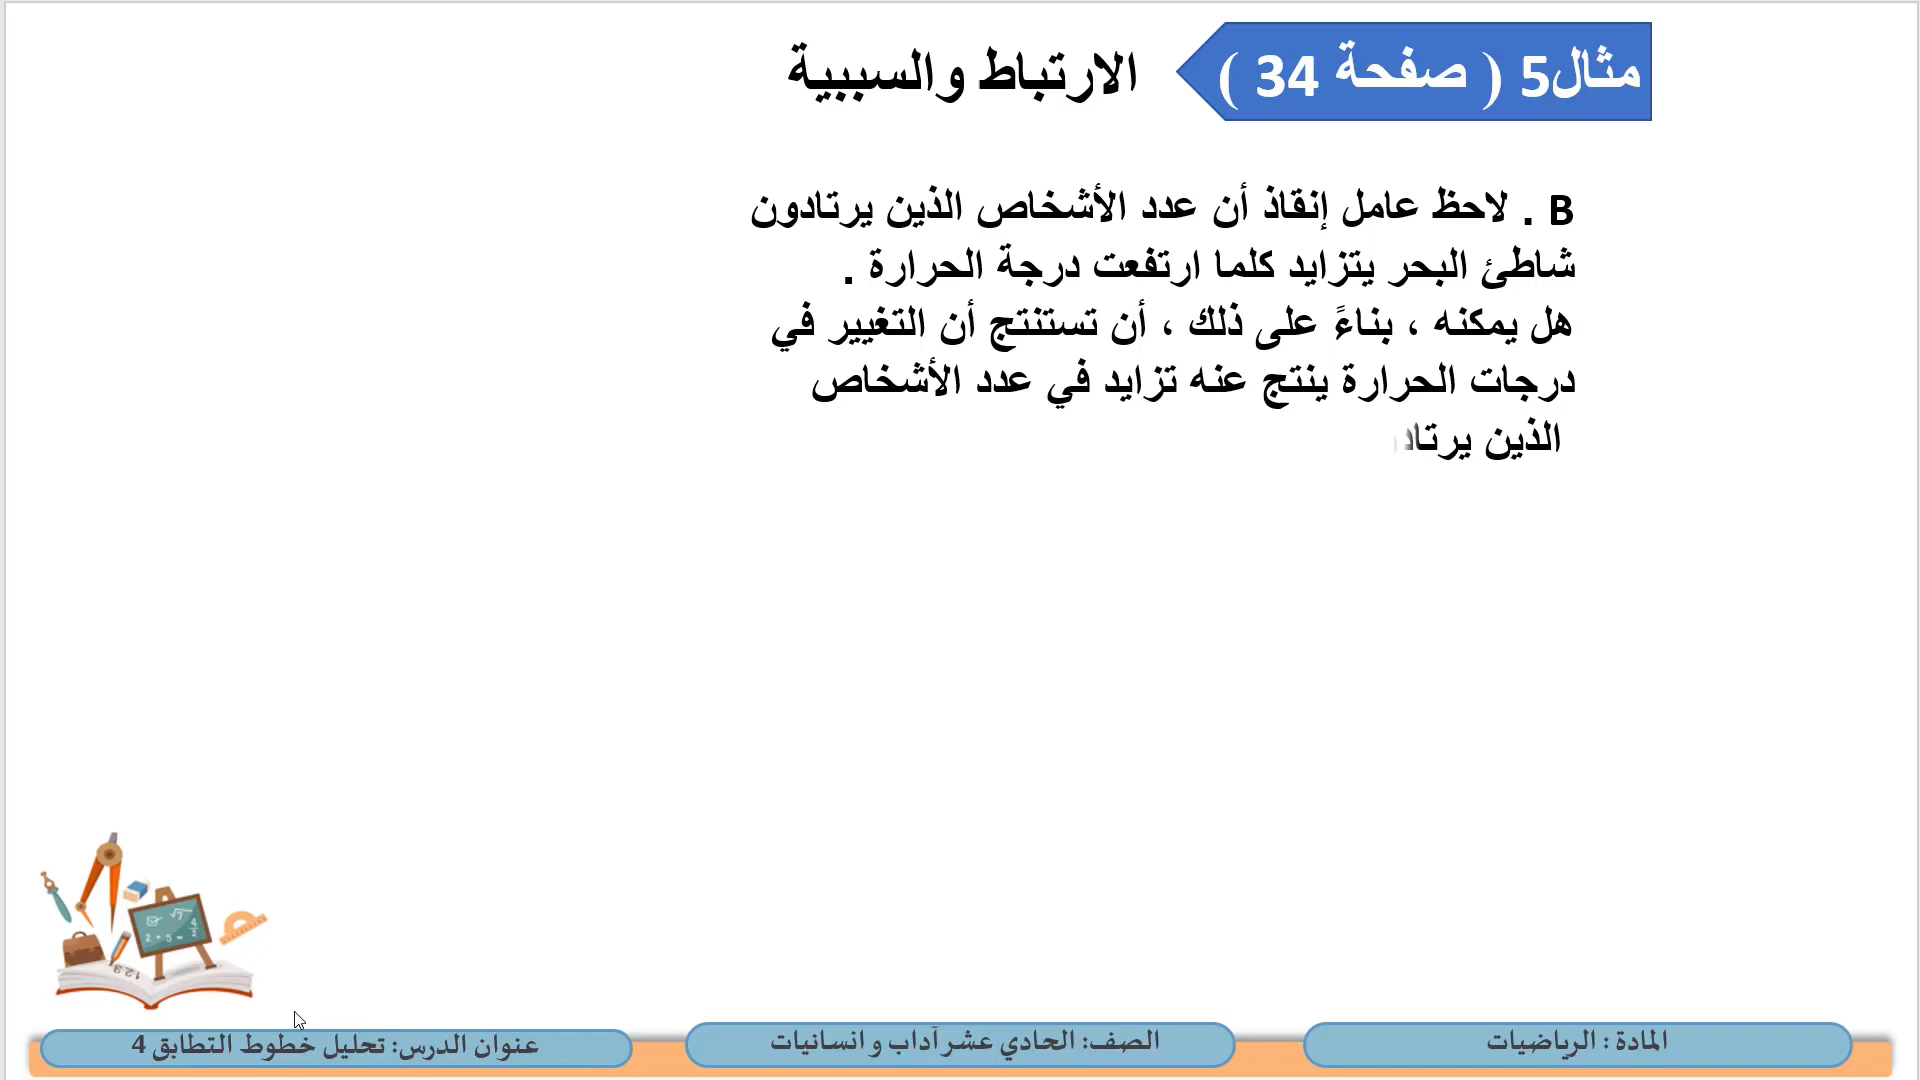 مثال5 ( صفحة 34 )
الارتباط والسببية
B . لاحظ عامل إنقاذ أن عدد الأشخاص الذين يرتادون
شاطئ البحر يتزايد كلما ارتفعت درجة الحرارة .
هل يمكنه ، بناءً على ذلك ، أن تستنتج أن التغيير في
درجات الحرارة ينتج عنه تزايد في عدد الأشخاص
الذين
المادة : الرياضيات
الصف: الحادي عشر آداب و انسانيات
عنوان الدرس: تحليل خطوط التطابق 4